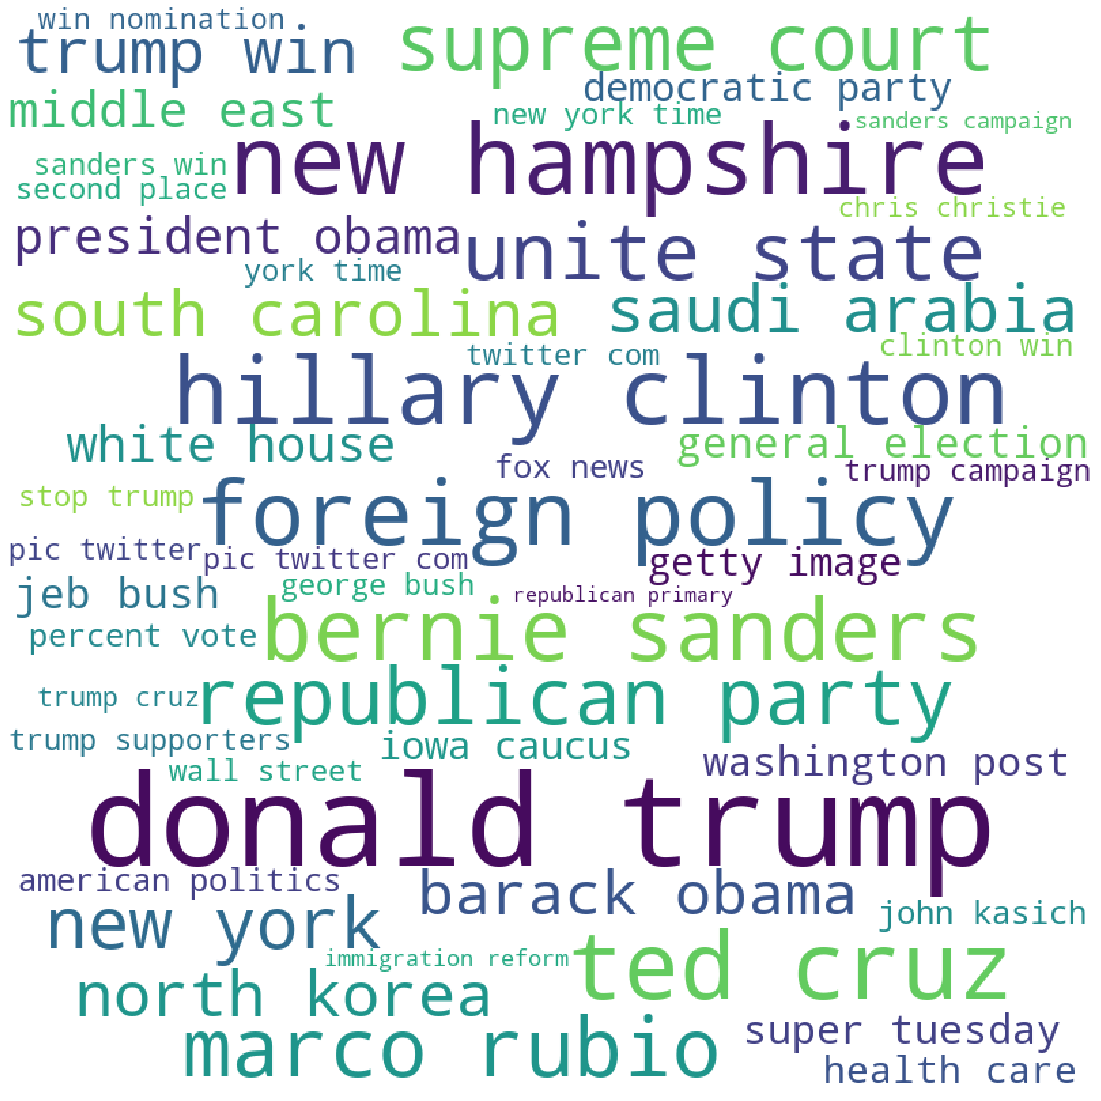 win nomination
trump win
supreme court
democratic party
middle east
new york time
sanders campaign
new hampshire
sanders win
second place
chris christie
president obama
unite state
york time
south carolina
saudi arabia
clinton win
twitter com
hillary clinton
white house
general election
fox news
trump campaign
stop trump
foreign policy
pic twitter
pic twitter com
getty image
jeb bush
george bush
republican primary
bernie sanders
percent vote
trump cruz
republican party
trump supporters
iowa caucus
washington post
wall street
donald trump
american politics
barack obama
new york
john kasich
immigration reform
ted cruz
north korea
marco rubio
super tuesday
health care